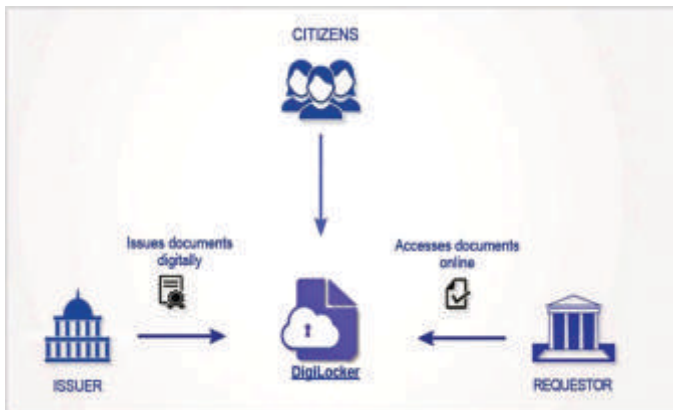 CITIZENS
Issues documents
digitally
Accesses documents
online
DigiLocker
ISSUER
REQUESTOR